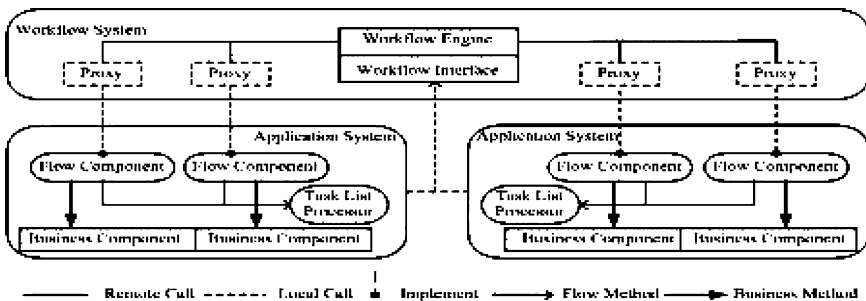 Workflow System
Workflow Engine
Workflow Interface
Proxy
Proxy
Proxy
Proxy
Application System
Application System
Flow Component
Flow Component
Flow Component
Flow Component
Task List
Processor
Task List
Processor
Business Component
Business Component
Business Component
Business Component
Remote Call
Local Call
Implement
Flow Method
Business Method